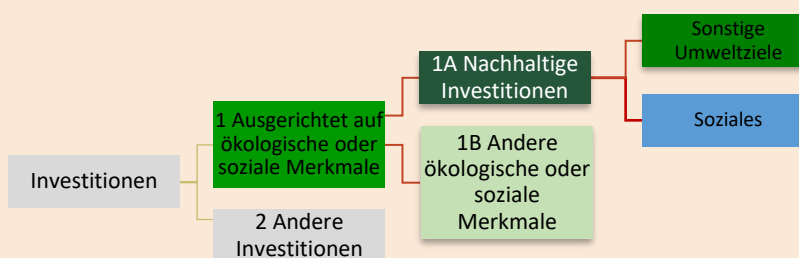 Investitionen
1 Ausgerichtet auf
ökologische oder
soziale Merkmale
2 Andere
Investitionen
1A Nachhaltige
Investitionen
1B Andere
ökologische oder
soziale
Merkmale
Sonstige
Umweltziele
Soziales